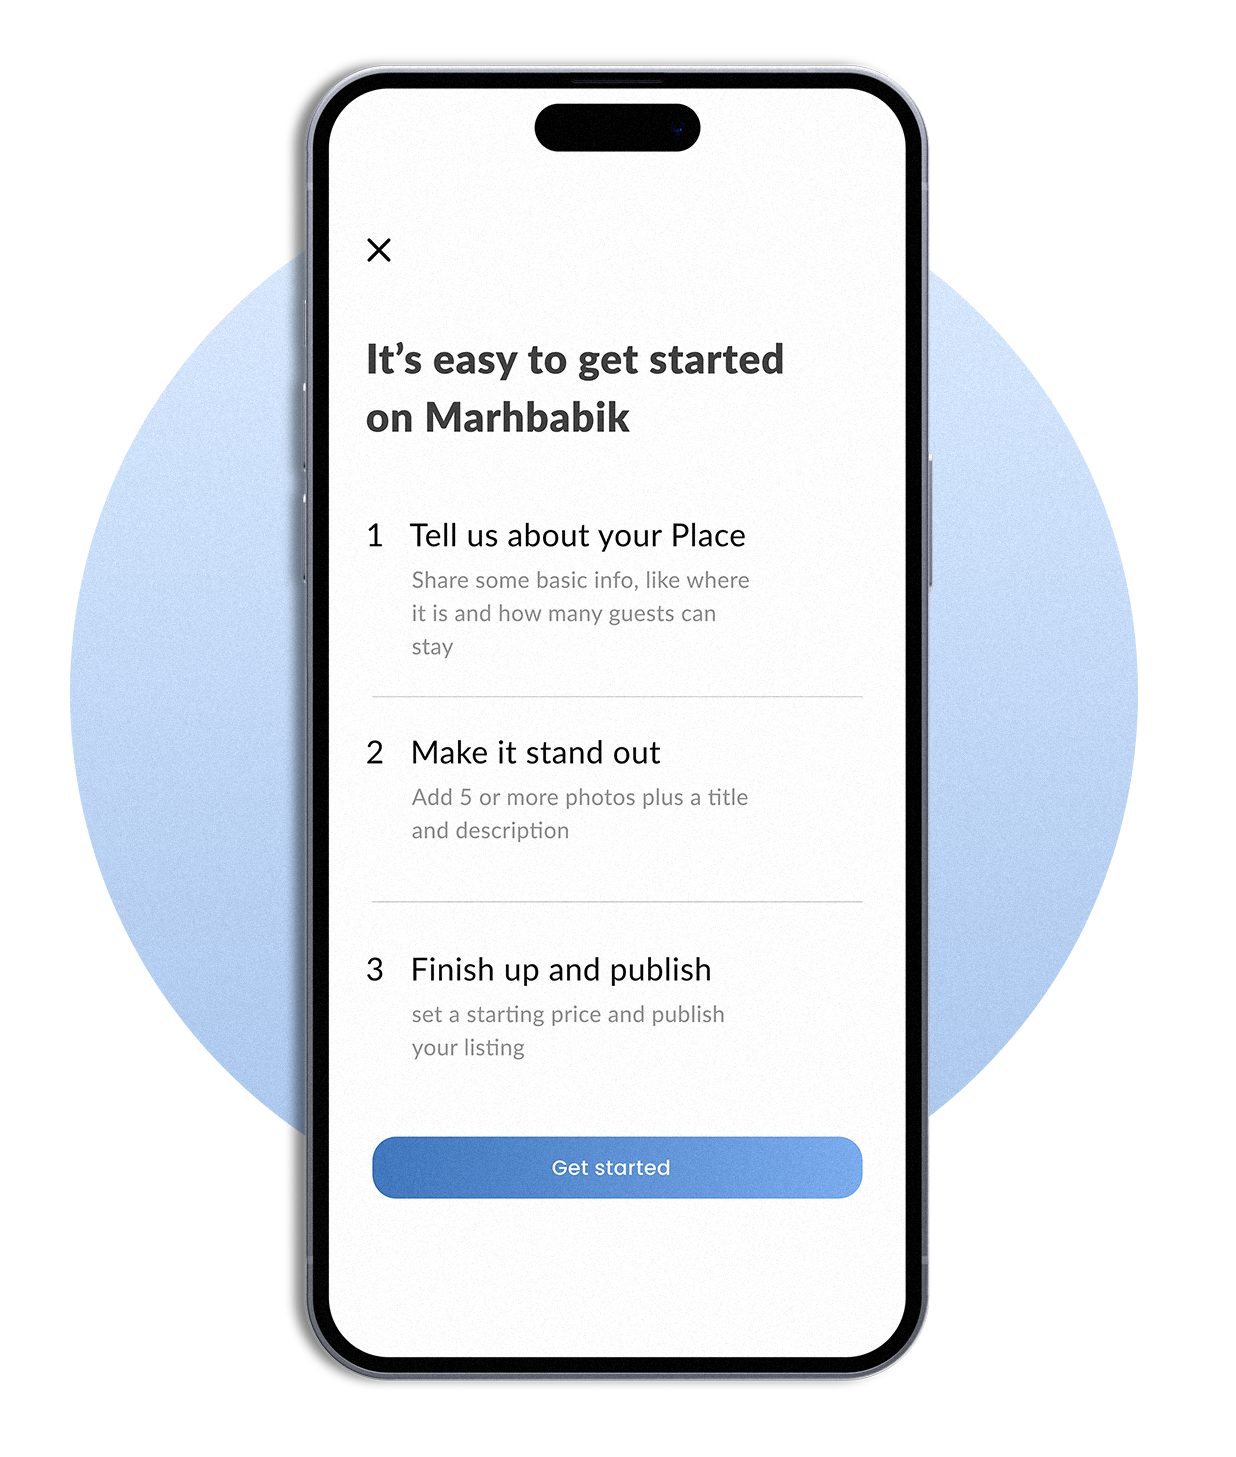 It’s easy to get started
on Marhbabik
1 Tell us about your Place
Share some basic info, like where
it is and how many guests can
stay
2 Make it stand out
Add 5 or more photos plus a title
and description
3 Finish up and publish
set a starting price and publish
your listing
Get started